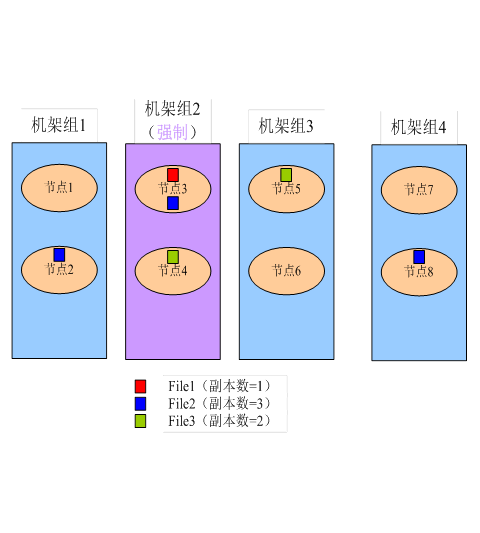 机架组1
机架组2
（强制）
机架组3
机架组4
节点1
节点3
节点5
节点7
节点2
节点4
节点6
节点8
File1（副本数=1）
File2（副本数=3）
File3（副本数=2）